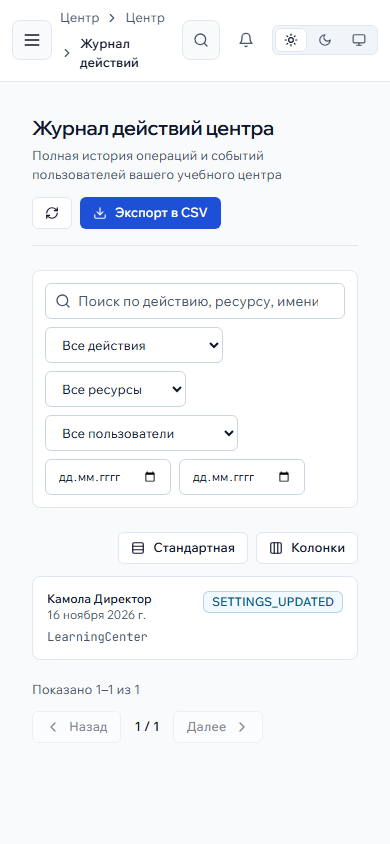 Центр
Центр
Журнал
действий
Журнал действий центра
Полная история операций и событий
пользователей вашего учебного центра
Экспорт в CSV
Поиск по действию, ресурсу, имени
Все действия
Все ресурсы
Все пользователи
дд.мм.гггг
дд.мм.гггг
Стандартная
Колонки
Камола Директор
SETTINGS_UPDATED
16 ноября 2026 г.
LearningCenter
Показано 1–1 из 1
Назад
1 / 1
Далее